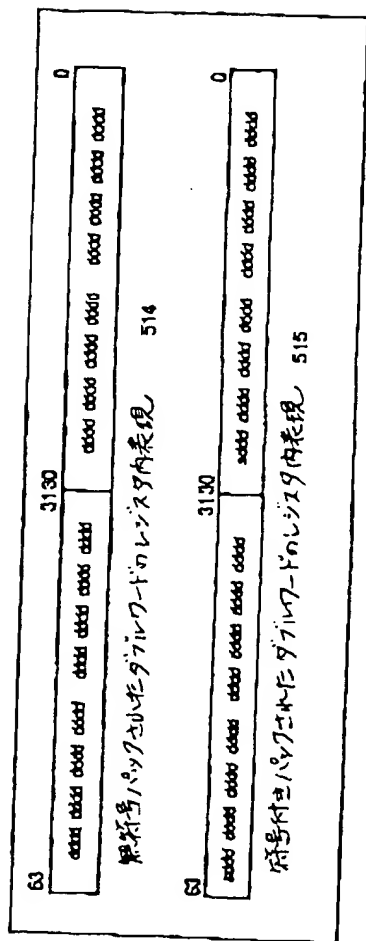 63 3130 0
dddd dddd dddd dddd dddd dddd dddd dddd dddd dddd dddd dddd dddd dddd dddd dddd
無符号パックされたダブルワードのレジスタ内表現 514
63 3130 0
sddd dddd dddd dddd dddd dddd dddd dddd sddd dddd dddd dddd dddd dddd dddd dddd
符号付きパックされたダブルワードのレジスタ内表現 515